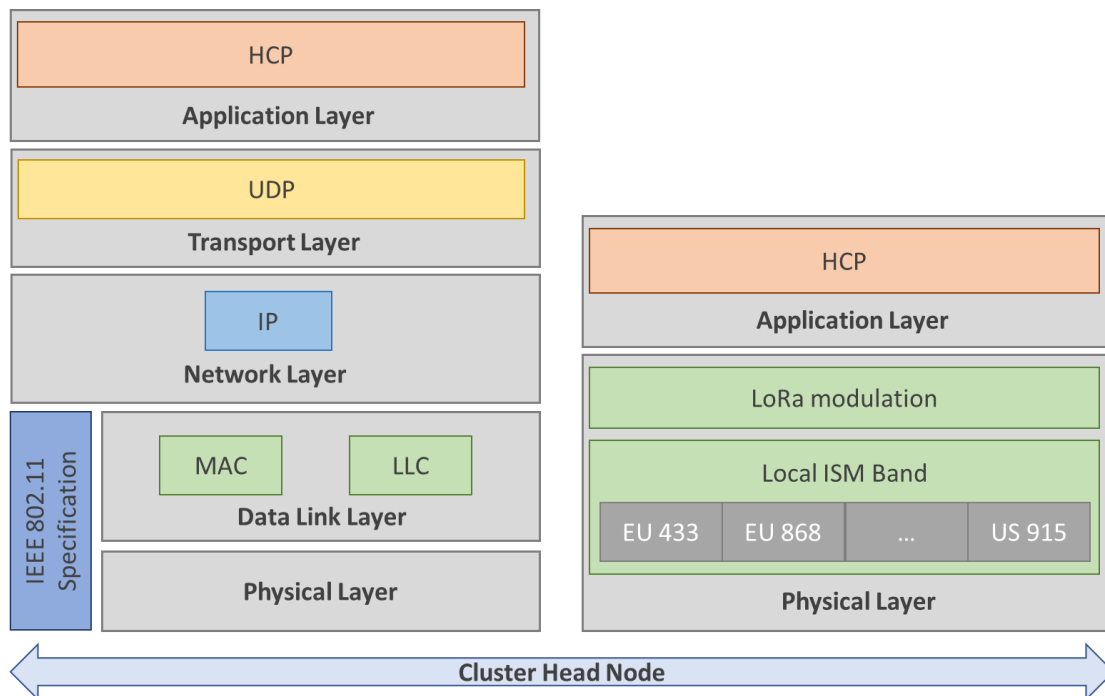 HCP
Application Layer
UDP
Transport Layer
IP
Network Layer
IEEE 802.11
Specification
MAC
LLC
Data Link Layer
Physical Layer
HCP
Application Layer
LoRa modulation
Local ISM Band
EU 433
EU 868
...
US 915
Physical Layer
Cluster Head Node